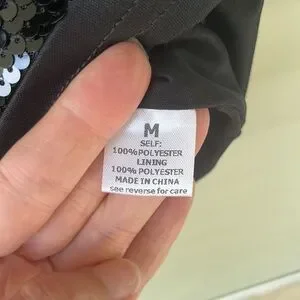 M
SELF:
100%POLYESTER
LINING
100%POLYESTER
MADE IN CHINA
see reverse for care